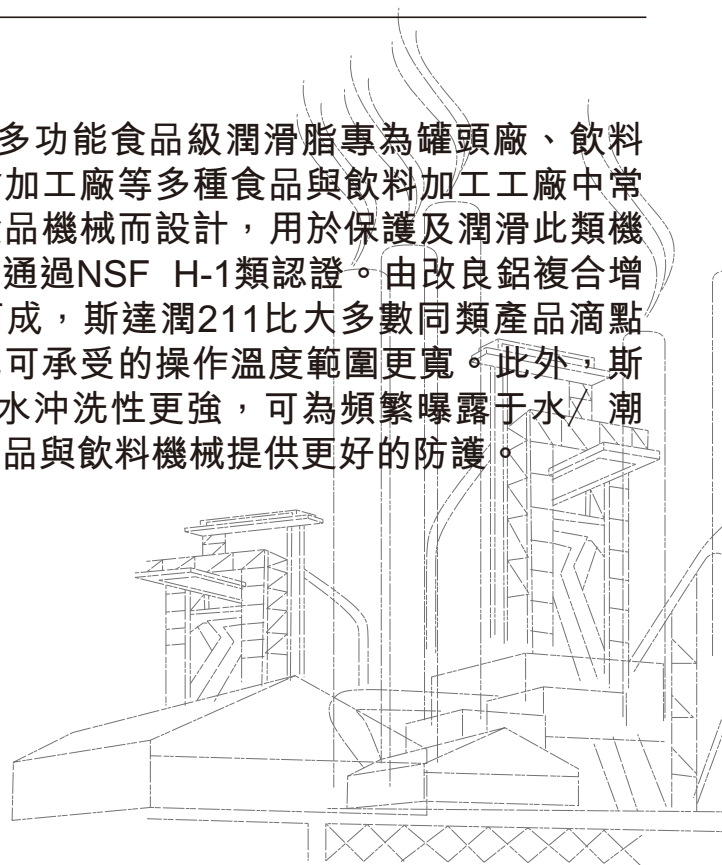 多功能食品級潤滑脂專為罐頭廠、飲料
加工廠等多種食品與飲料加工工廠中常
品機械而設計，用於保護及潤滑此類機
通過NSF H-1類認證。由改良鋁複合增
成，斯達潤211比大多數同類產品滴點
可承受的操作溫度範圍更寬。此外，斯
水沖洗性更強，可為頻繁曝露于水╱潮
品與飲料機械提供更好的防護。